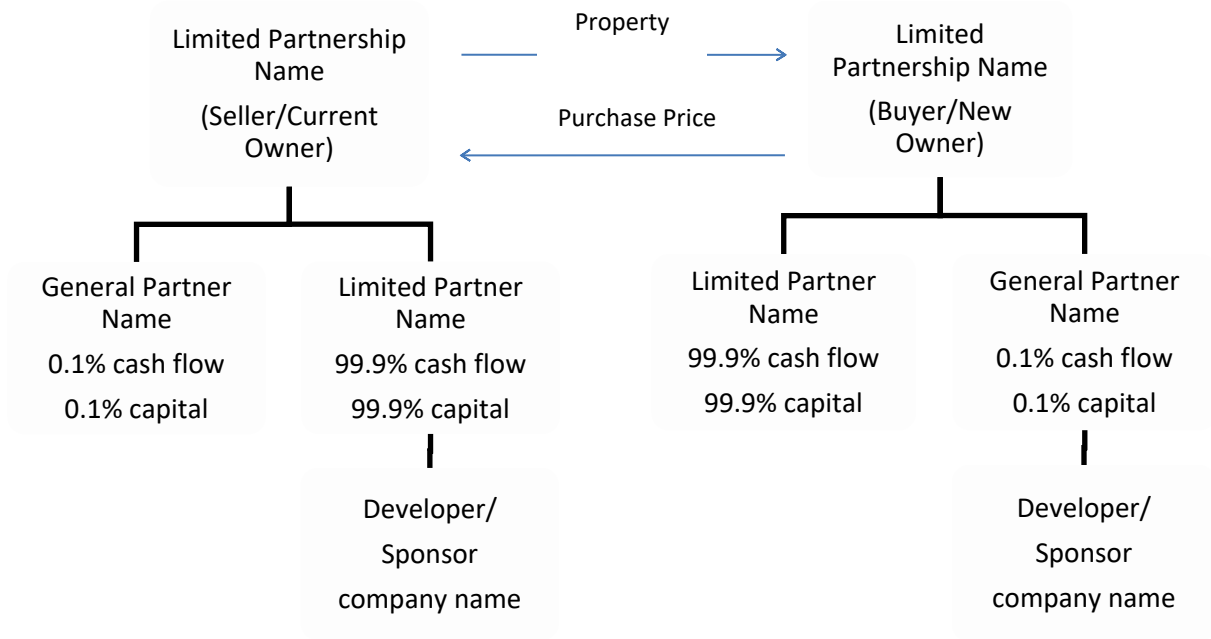 Limited Partnership
Name
(Seller/Current
Owner)
Property
Purchase Price
Limited
Partnership Name
(Buyer/New
Owner)
General Partner
Name
0.1% cash flow
0.1% capital
Limited Partner
Name
99.9% cash flow
99.9% capital
Limited Partner
Name
99.9% cash flow
99.9% capital
General Partner
Name
0.1% cash flow
0.1% capital
Developer/
Sponsor
company name
Developer/
Sponsor
company name